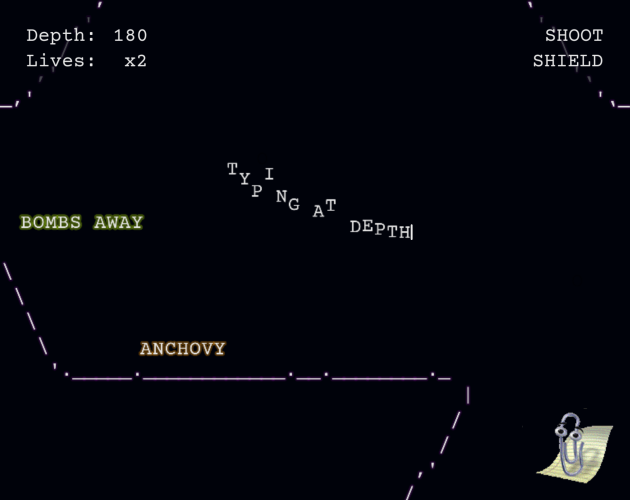 Depth: 180
Lives: x2
SHOOT
SHIELD
TYPING AT DEPTH
BOMBS AWAY
ANCHOVY